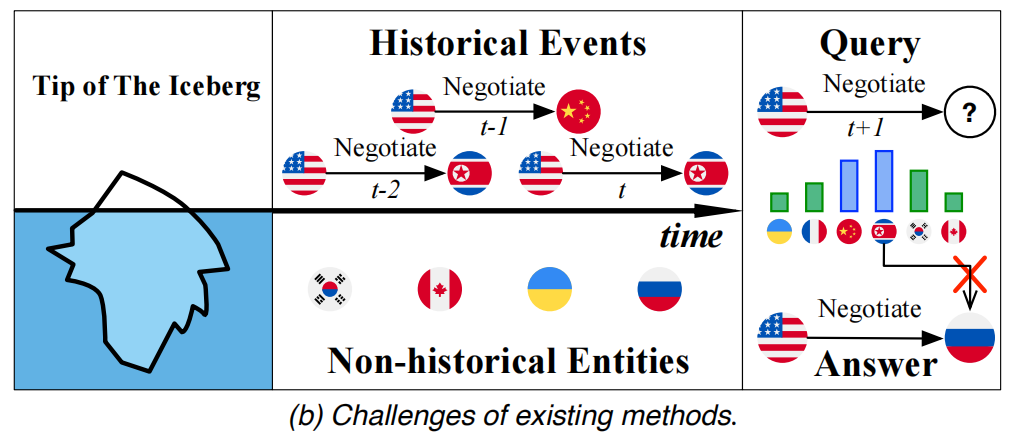 Tip of The Iceberg
Historical Events
Negotiate
t-1
Negotiate
t-2
Negotiate
t
time
Non-historical Entities
Query
Negotiate
t+1
?
Negotiate
Answer
(b) Challenges of existing methods.